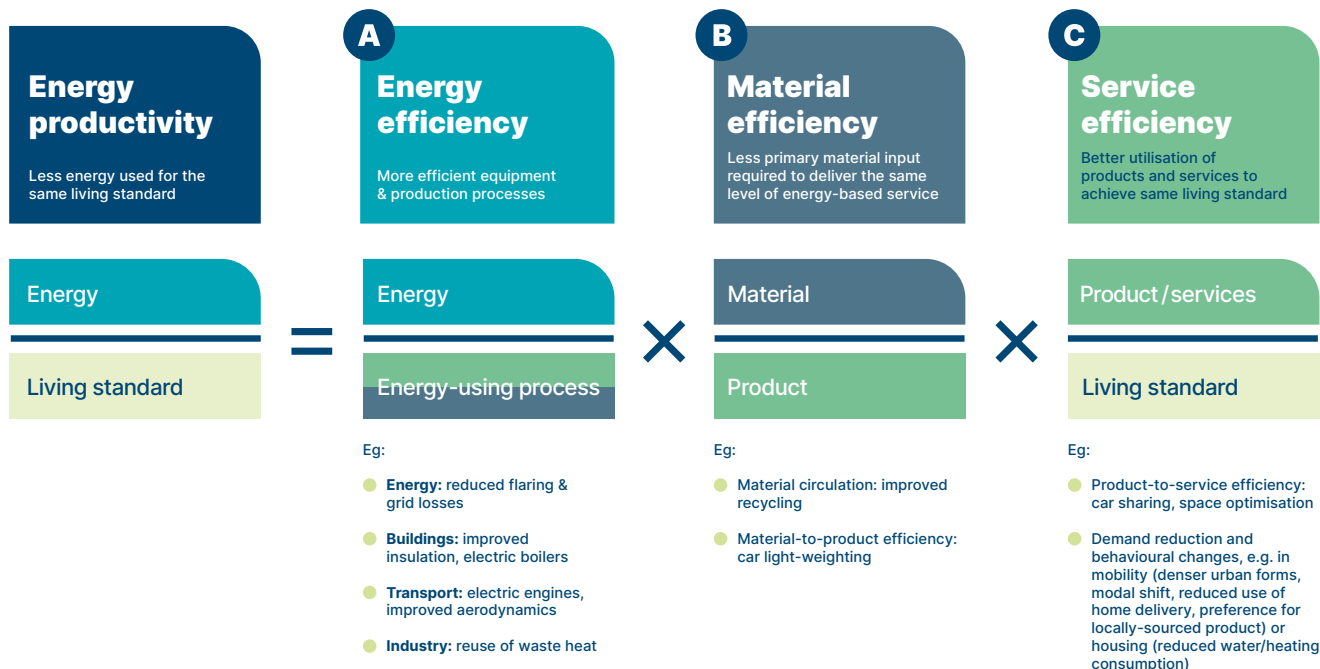 Energy
productivity
Less energy used for the
same living standard
A
Energy
efficiency
More efficient equipment
& production processes
B
Material
efficiency
Less primary material input
required to deliver the same
level of energy-based service
C
Service
efficiency
Better utilisation of
products and services to
achieve same living standard
Energy
Living standard
=
Energy
Energy-using process
×
Material
Product
×
Product/services
Living standard
Eg:
Energy: reduced flaring &
grid losses
Buildings: improved
insulation, electric boilers
Transport: electric engines,
improved aerodynamics
Industry: reuse of waste heat
Eg:
Material circulation: improved
recycling
Material-to-product efficiency:
car light-weighting
Eg:
Product-to-service efficiency:
car sharing, space optimisation
Demand reduction and
behavioural changes, e.g. in
mobility (denser urban forms,
modal shift, reduced use of
home delivery, preference for
locally-sourced product) or
housing (reduced water/heating
consumption)